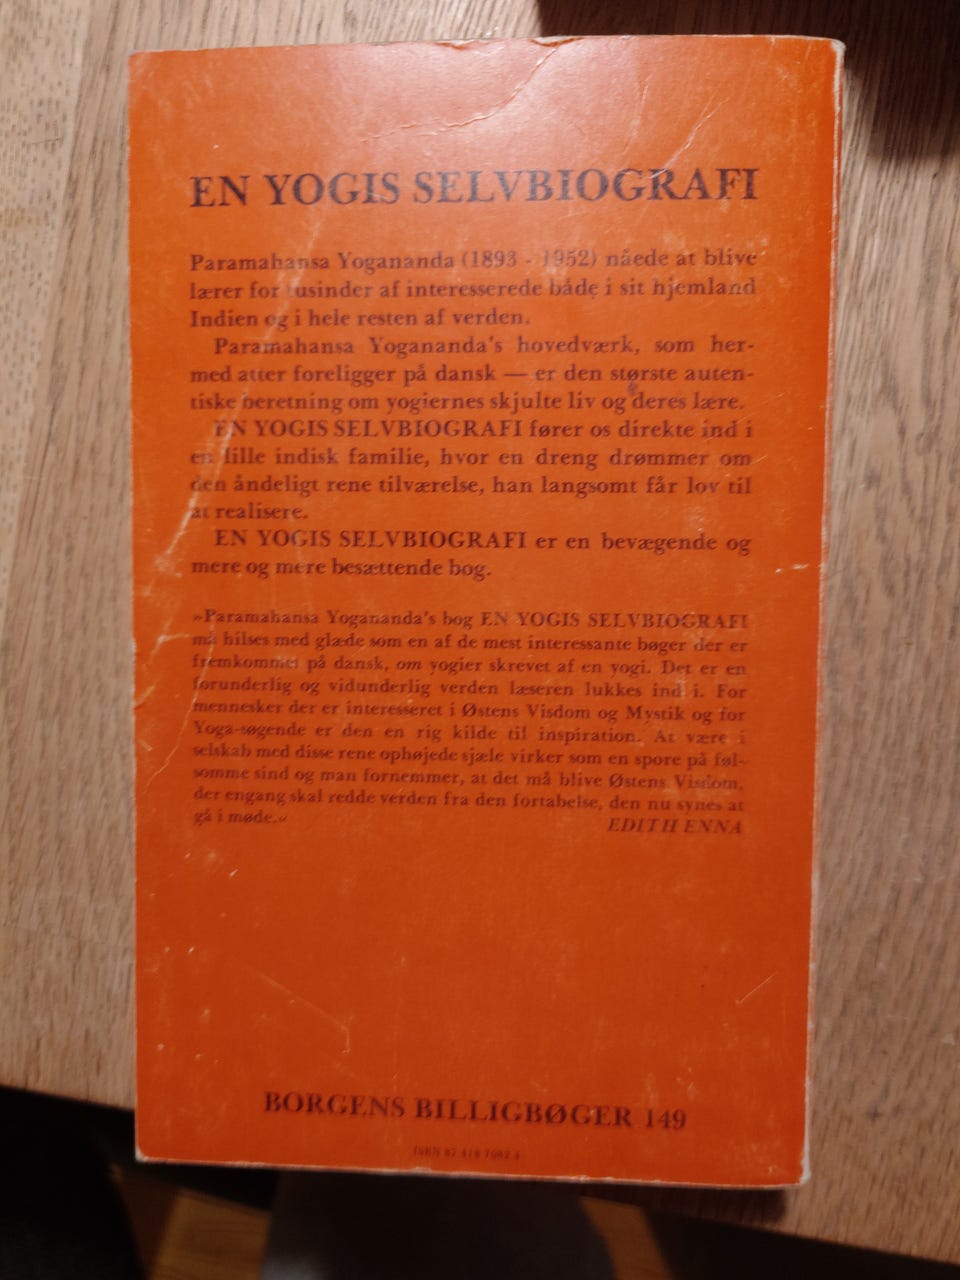 EN YOGIS SELVBIOGRAFI
Paramahansa Yogananda (1893 - 1952) nåede at blive
lærer for tusinder af interesserede både i sit hjemland
Indien og i hele resten af verden.
Paramahansa Yogananda's hovedværk, som her-
med atter foreligger på dansk — er den største auten-
tiske beretning om yogiernes skjulte liv og deres lære.
EN YOGIS SELVBIOGRAFI fører os direkte ind i
en lille indisk familie, hvor en dreng drømmer om
den åndeligt rene tilværelse, han langsomt får lov til
at realisere.
EN YOGIS SELVBIOGRAFI er en bevægende og
mere og mere besættende bog.
»Paramahansa Yogananda's bog EN YOGIS SELVBIOGRAFI
må hilses med glæde som en af de mest interessante bøger der er
fremkommet på dansk, om yogier skrevet af en yogi. Det er en
forunderlig og vidunderlig verden læseren lukkes ind i. For
mennesker der er interesseret i Østens Visdom og Mystik og for
Yoga-søgende er den en rig kilde til inspiration. At være i
selskab med disse rene ophøjede sjæle virker som en spore på føl-
somme sind og man fornemmer, at det må blive Østens Visdom,
der engang skal redde verden fra den fortabelse, den nu synes at
gå i møde.«
EDITH ENNA
BORGENS BILLIGBØGER 149
ISBN 87 418 7082 4